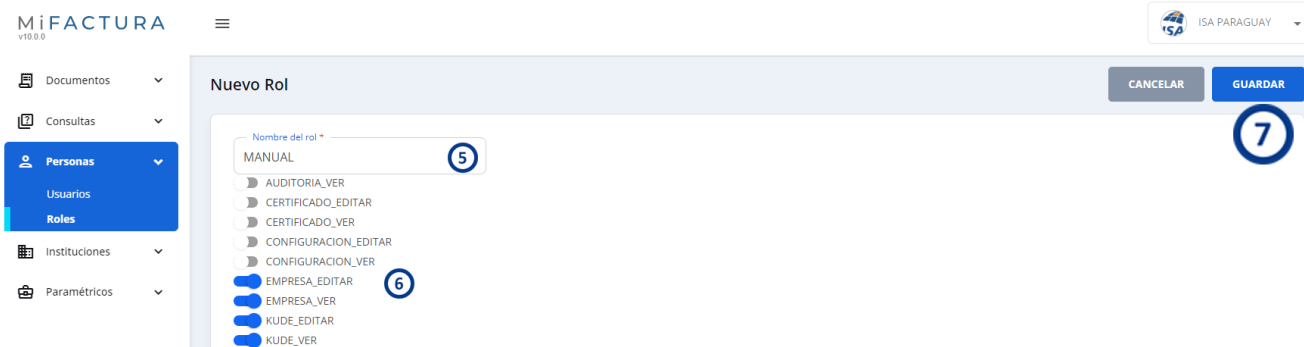 MiFACTURA
v10.0.0
ISA
ISA PARAGUAY
Documentos
Consultas
Personas
Usuarios
Roles
Instituciones
Paramétricos
Nuevo Rol
CANCELAR
GUARDAR
7
Nombre del rol *
MANUAL
5
AUDITORIA_VER
CERTIFICADO_EDITAR
CERTIFICADO_VER
CONFIGURACION_EDITAR
CONFIGURACION_VER
EMPRESA_EDITAR
6
EMPRESA_VER
KUDE_EDITAR
KUDE_VER